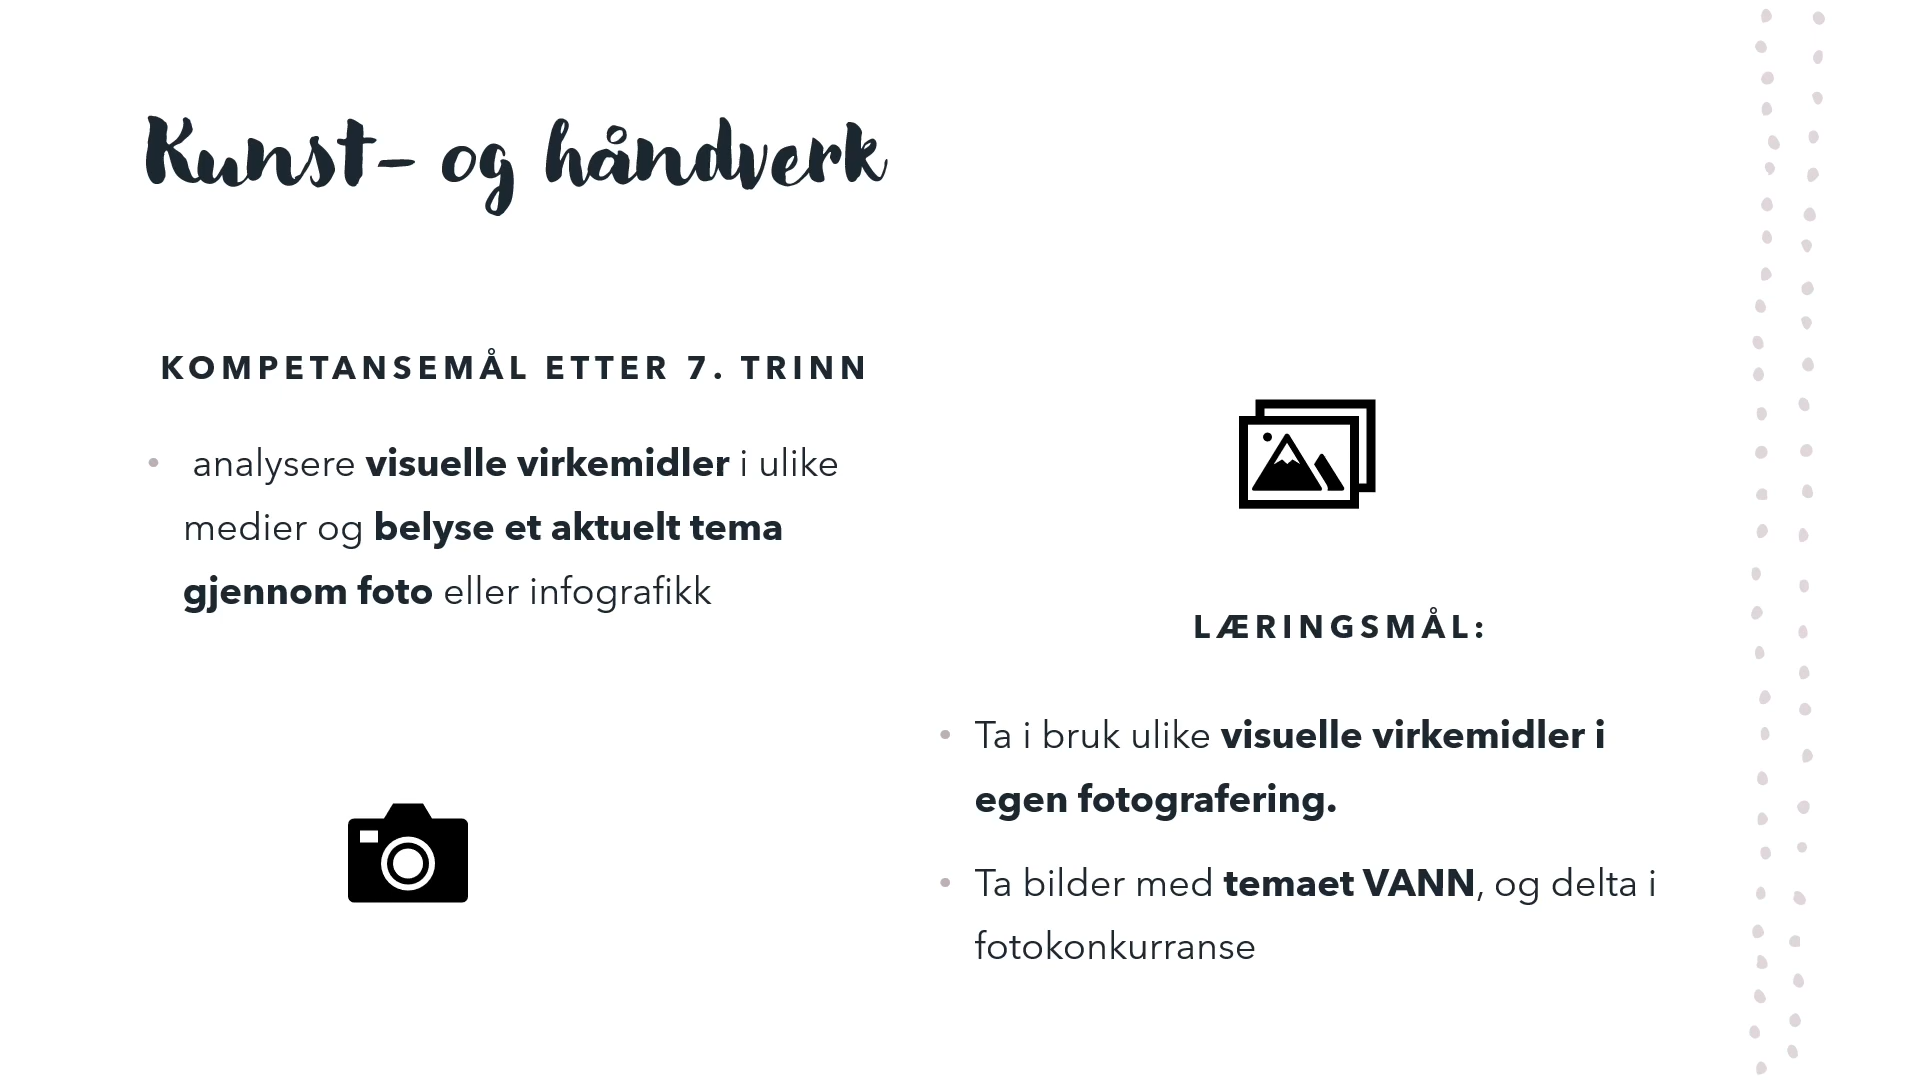 Kunst- og håndverk
KOMPETANSEMÅL ETTER 7. TRINN
• analysere visuelle virkemidler i ulike
medier og belyse et aktuelt tema
gjennom foto eller infografikk
LÆRINGSMÅL:
• Ta i bruk ulike visuelle virkemidler i
egen fotografering.
• Ta bilder med temaet VANN, og delta i
fotokonkurranse